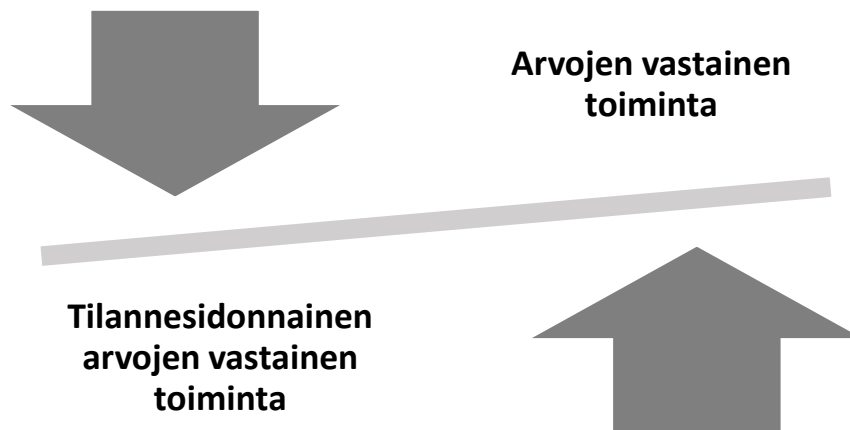 Arvojen vastainen
toiminta
Tilannesidonnainen
arvojen vastainen
toiminta